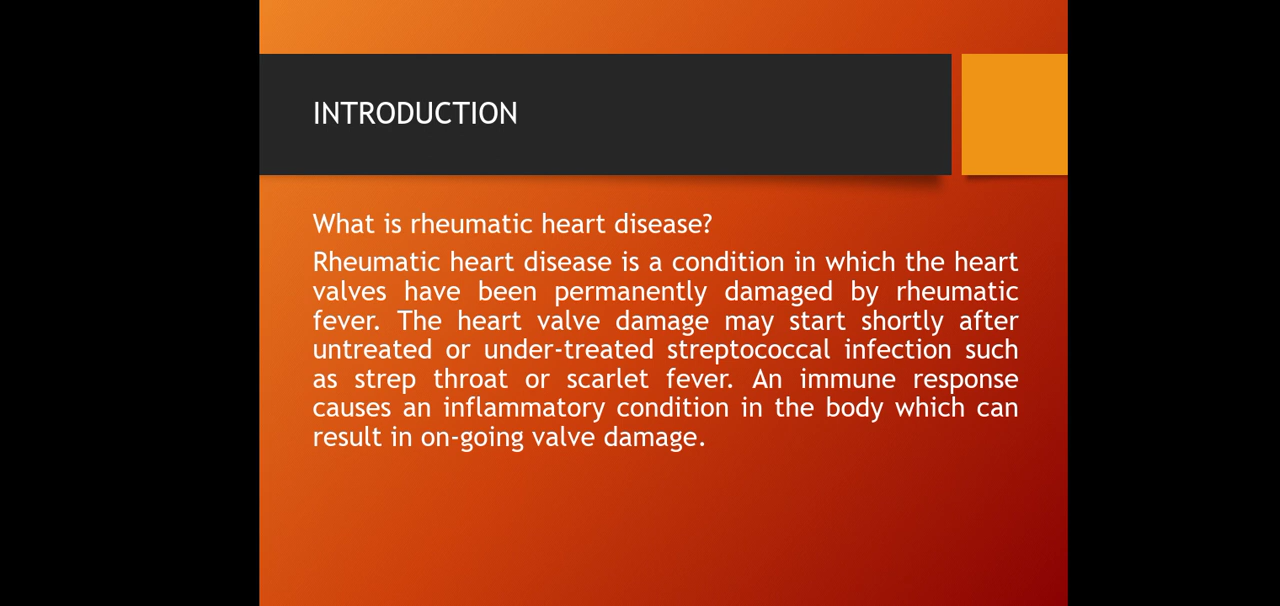 INTRODUCTION
What is rheumatic heart disease?
Rheumatic heart disease is a condition in which the heart
valves have been permanently damaged by rheumatic
fever. The heart valve damage may start shortly after
untreated or under-treated streptococcal infection such
as strep throat or scarlet fever. An immune response
causes an inflammatory condition in the body which can
result in on-going valve damage.